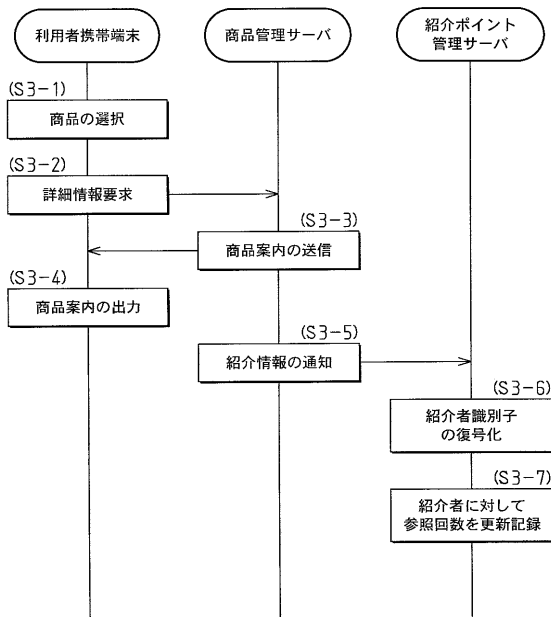 利用者携帯端末
商品管理サーバ
紹介ポイント
管理サーバ
(S3-1)
商品の選択
(S3-2)
詳細情報要求
(S3-3)
商品案内の送信
(S3-4)
商品案内の出力
(S3-5)
紹介情報の通知
(S3-6)
紹介者識別子
の復号化
(S3-7)
紹介者に対して
参照回数を更新記録